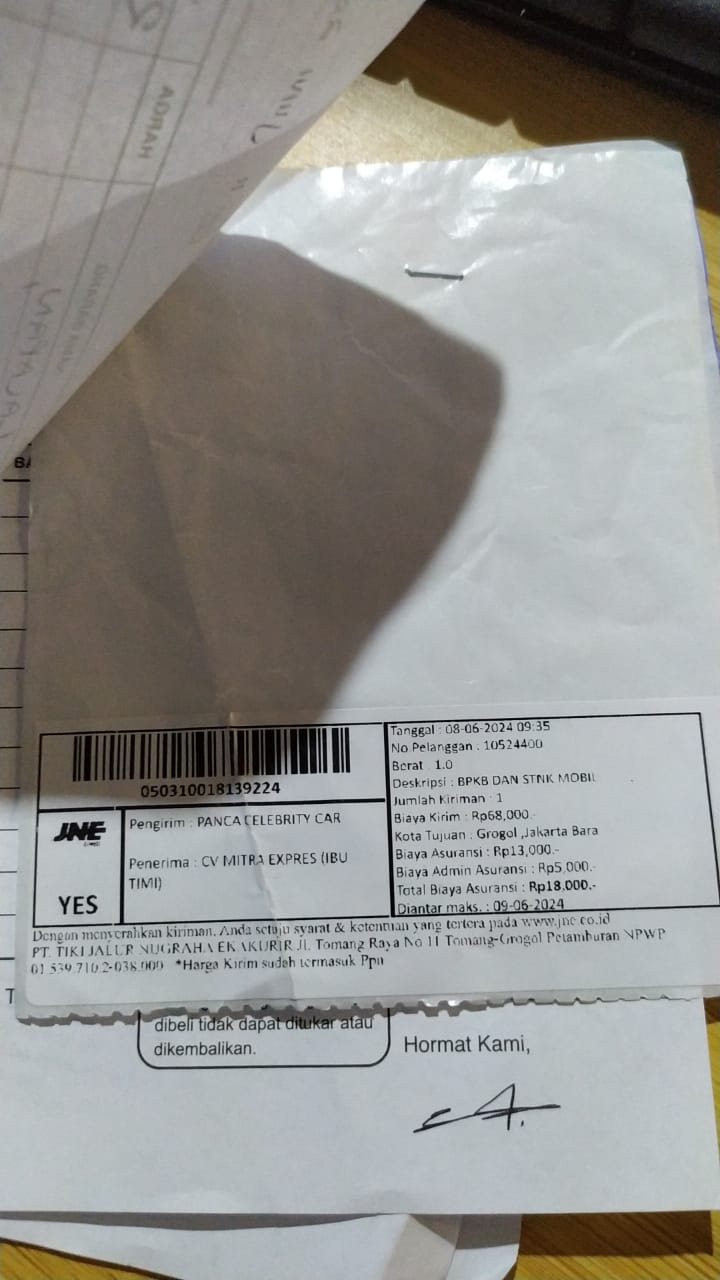 ADRAH
BA
050310018139224
JNE
YES
Pengirim : PANCA CELEBRITY CAR
Penerima : CV MITRA EXPRES (IBU
TIMI)
Tanggal : 08-06-2024 09:35
No Pelanggan : 10524400
Berat : 1.0
Deskripsi : BPKB DAN STNK MOBIL
Jumlah Kiriman : 1
Biaya Kirim : Rp68,000.-
Kota Tujuan : Grogol ,Jakarta Bara
Biaya Asuransi : Rp13,000.-
Biaya Admin Asuransi : Rp5,000.-
Total Biaya Asuransi : Rp18,000.-
Diantar maks. : 09-06-2024
Dengan menyerahkan kiriman, Anda setuju syarat & ketentuan yang tertera pada www.jne.co.id
PT. TIKI JALUR NUGRAHA EKAKURIR Jl. Tomang Raya No 11 Tomang-Grogol Petamburan NPWP
01.539.710.2-038.000 *Harga Kirim sudah termasuk Ppn
T
dibeli tidak dapat ditukar atau
dikembalikan.
Hormat Kami,